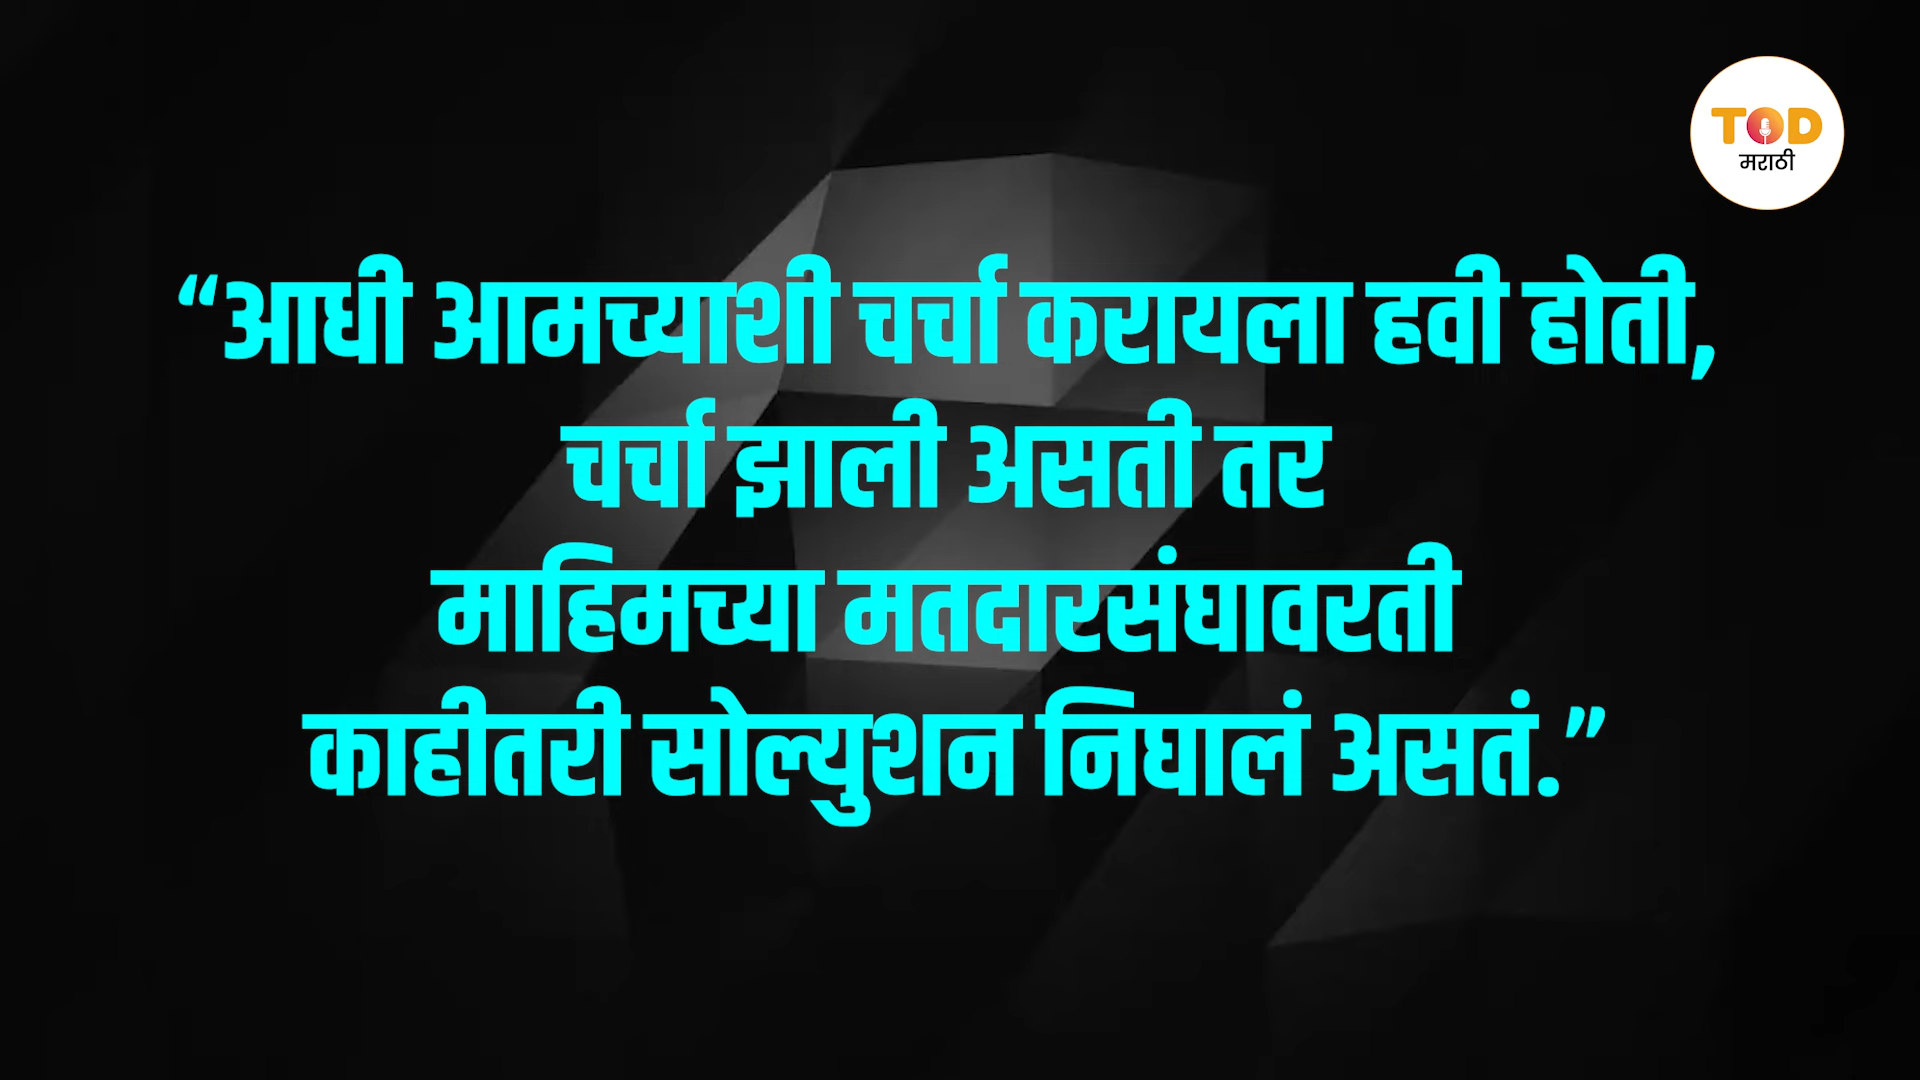 TOD
मराठी
“आधी आमच्याशी चर्चा करायला हवी होती,
चर्चा झाली असती तर
माहिमच्या मतदारसंघावरती
काहीतरी सोल्युशन निघालं असतं.”